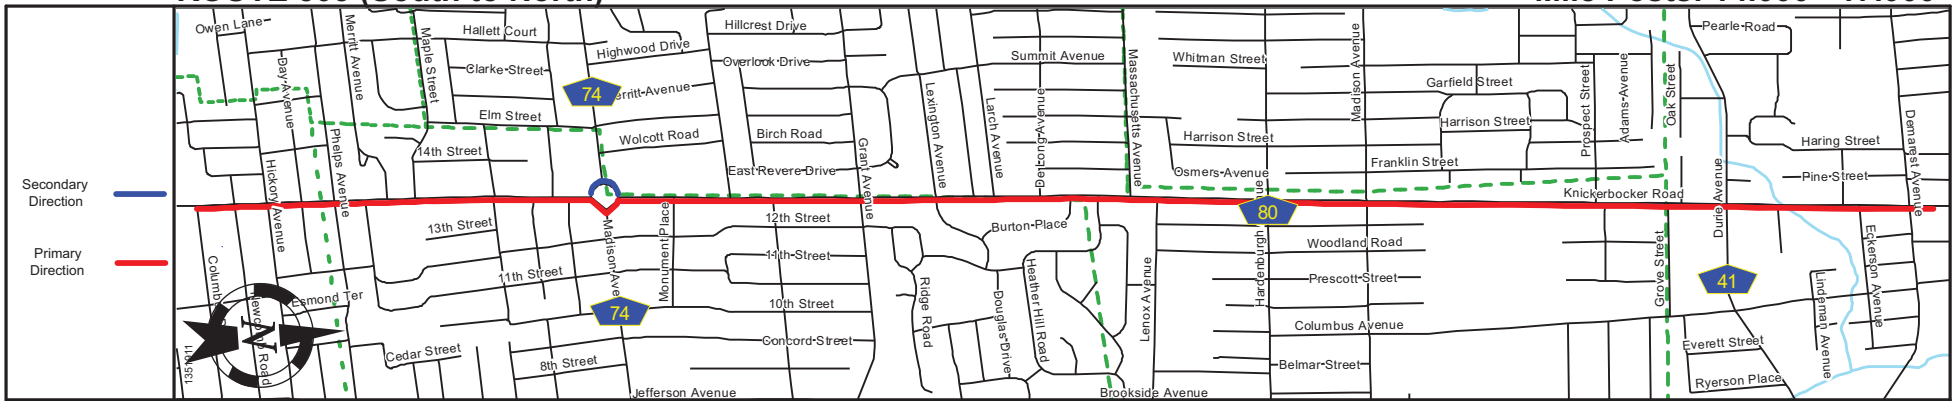 Secondary
Direction
Primary
Direction
Owen Lane
Merritt Avenue
Maple Street
Hallett Court
Highwood Drive
Hillcrest Drive
Summit Avenue
Massachusetts Avenue
Whitman Street
Madison Avenue
Pearle Road
Day Avenue
Clarke Street
Overlook Drive
74
Garfield Street
Prospect Street
Adams Avenue
Oak Street
Elm Street
Wolcott Road
Birch Road
Lexington Avenue
Larch Avenue
DeLong Avenue
Harrison Street
Harrison Street
Haring Street
Demarest Avenue
Phelps Avenue
14th Street
East Revere Drive
Grant Avenue
Osmers Avenue
Franklin Street
Pine Street
Hickory Avenue
Knickerbocker Road
Durie Avenue
80
13th Street
12th Street
Burton Place
Madison Ave
Monument Place
11th Street
11th Street
Woodland Road
Prescott Street
Hardenburgh
Grove Street
41
Eckerson Avenue
Lindeman Avenue
Esmond Ter
74
10th Street
Ridge Road
Douglas Drive
Heather Hill Road
Lenox Avenue
Columbus Avenue
Cedar Street
8th Street
Concord Street
Belmar Street
Everett Street
Ryerson Place
Jefferson Avenue
Brookside Avenue
N